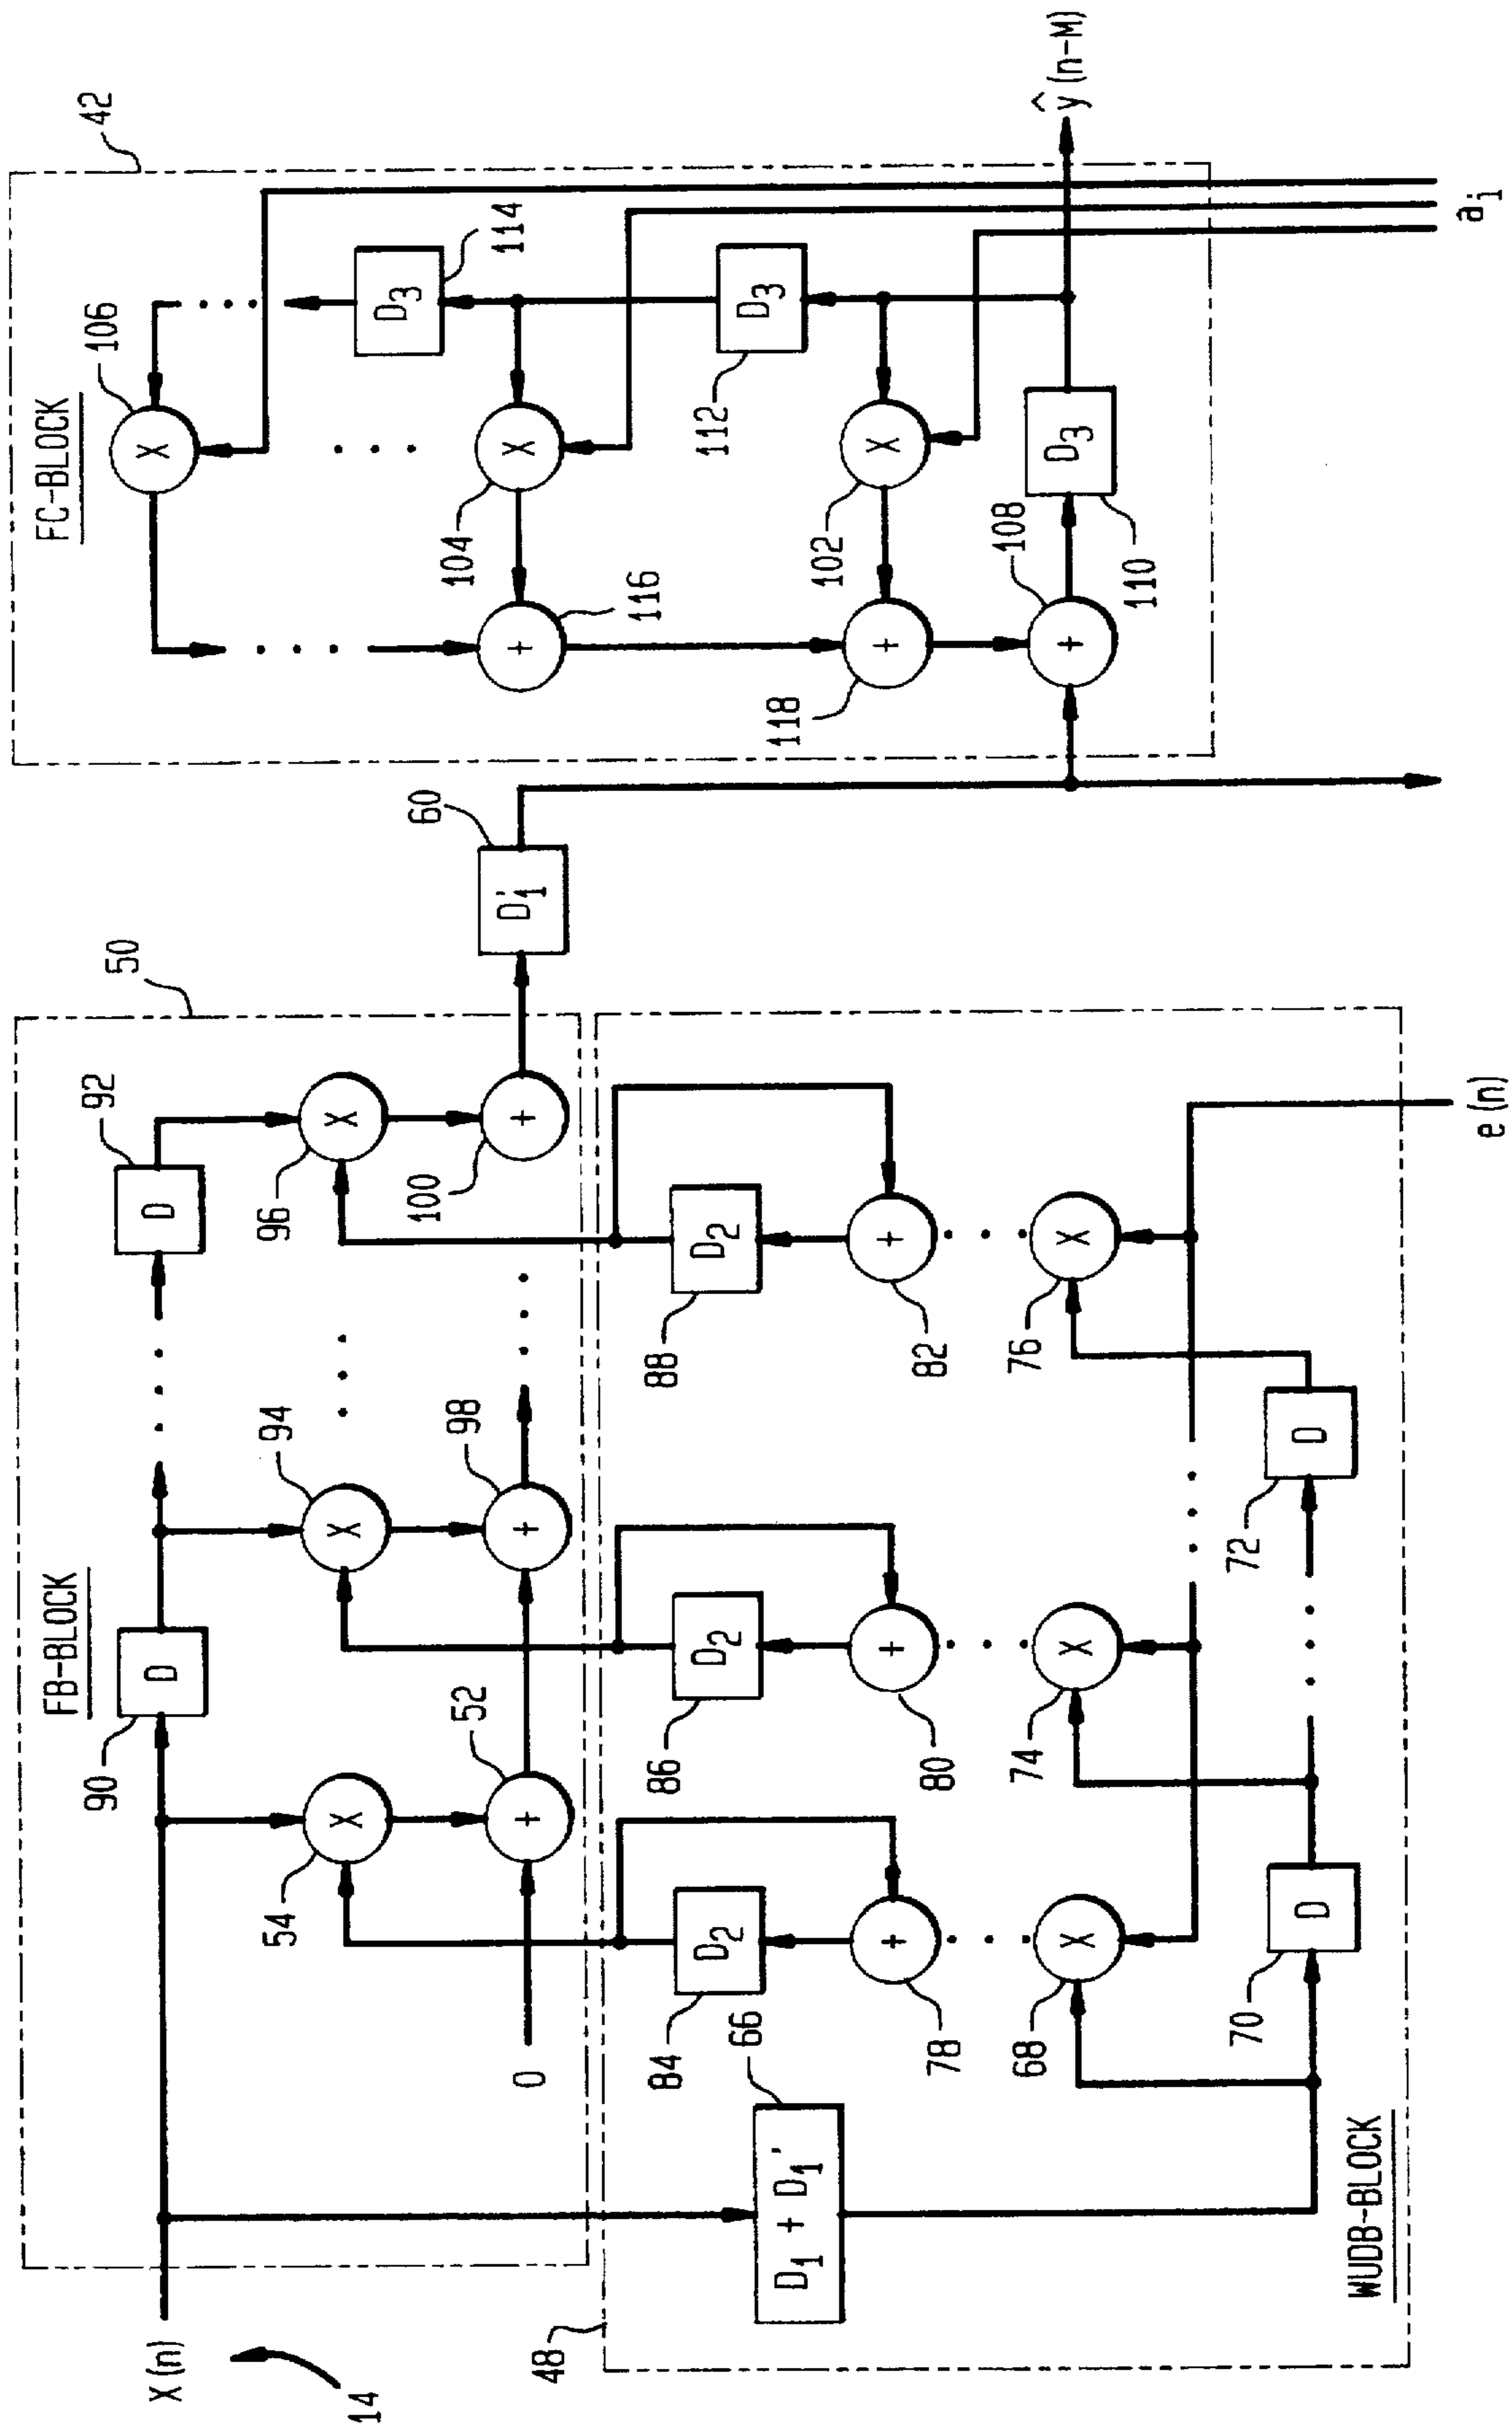 14
X (n)
FB-BLOCK
90
D
D
92
50
54
X
94
X
96
X
0
52
+
98
+
100
+
60
D'1
48
66
D1 + D1'
84
D2
86
D2
88
D2
78
+
80
+
82
+
68
X
74
X
76
X
70
D
72
D
WUDB-BLOCK
e (n)
FC-BLOCK
42
106
X
104
X
114
D3
116
+
112
D3
102
X
118
+
108
+
110
D3
ŷ (n-M)
ai